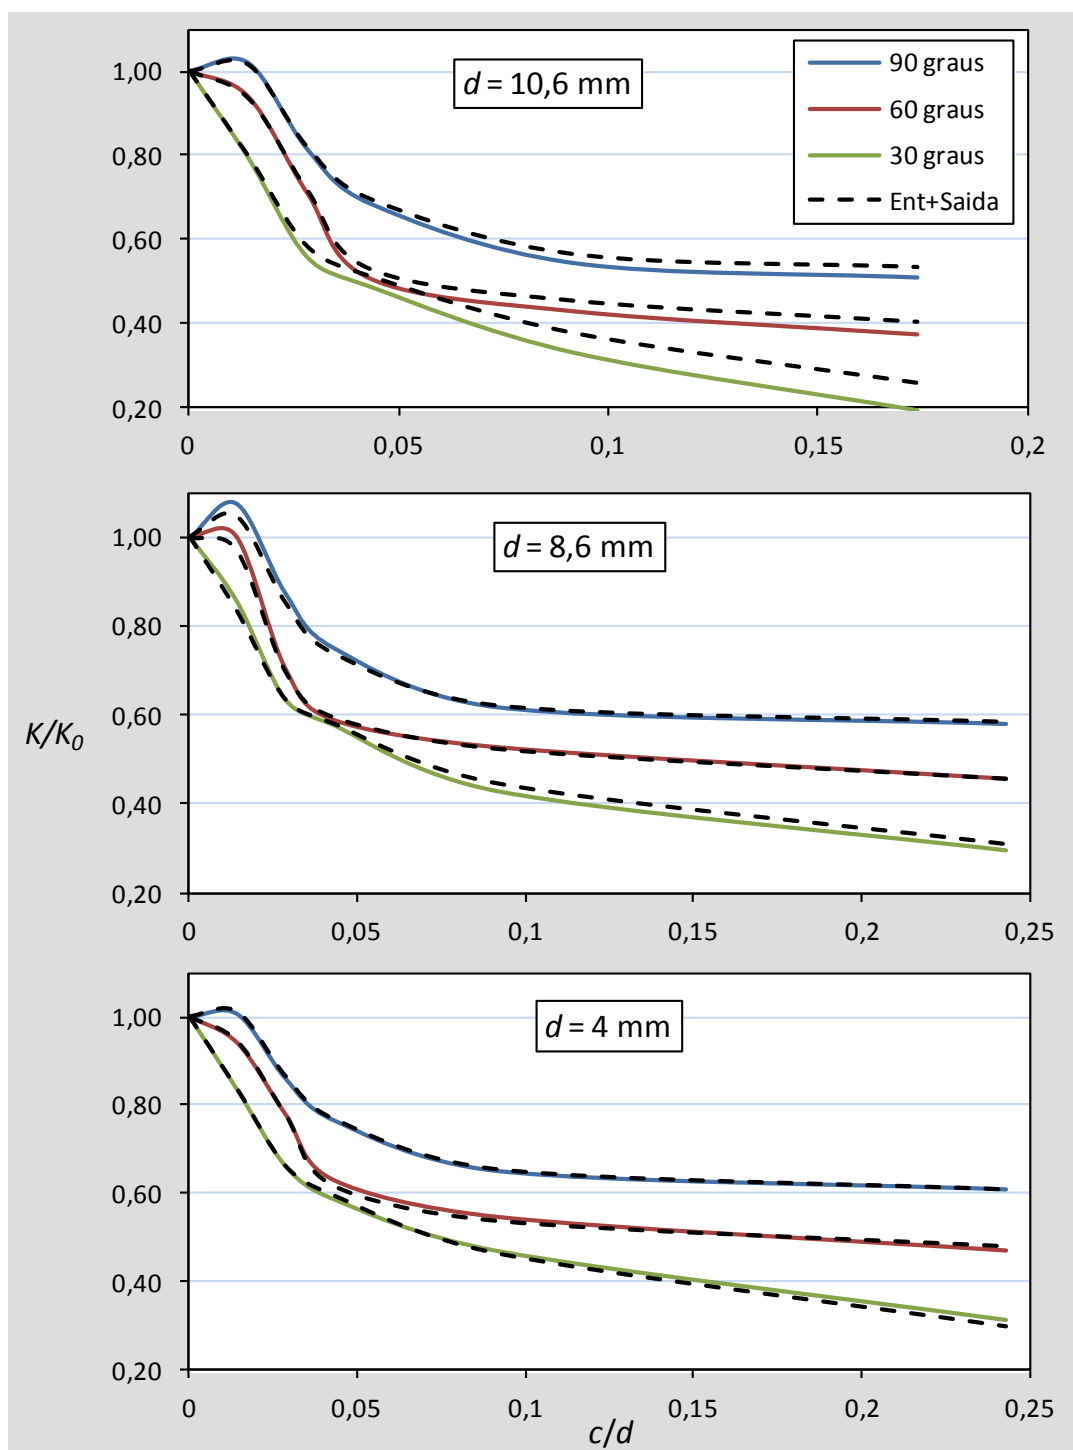 d = 10,6 mm
90 graus
60 graus
30 graus
Ent+Saida
1,00
0,80
0,60
0,40
0,20
0 0,05 0,1 0,15 0,2
d = 8,6 mm
1,00
0,80
0,60
0,40
0,20
0 0,05 0,1 0,15 0,2 0,25
K/K0
d = 4 mm
1,00
0,80
0,60
0,40
0,20
0 0,05 0,1 0,15 0,2 0,25
c/d